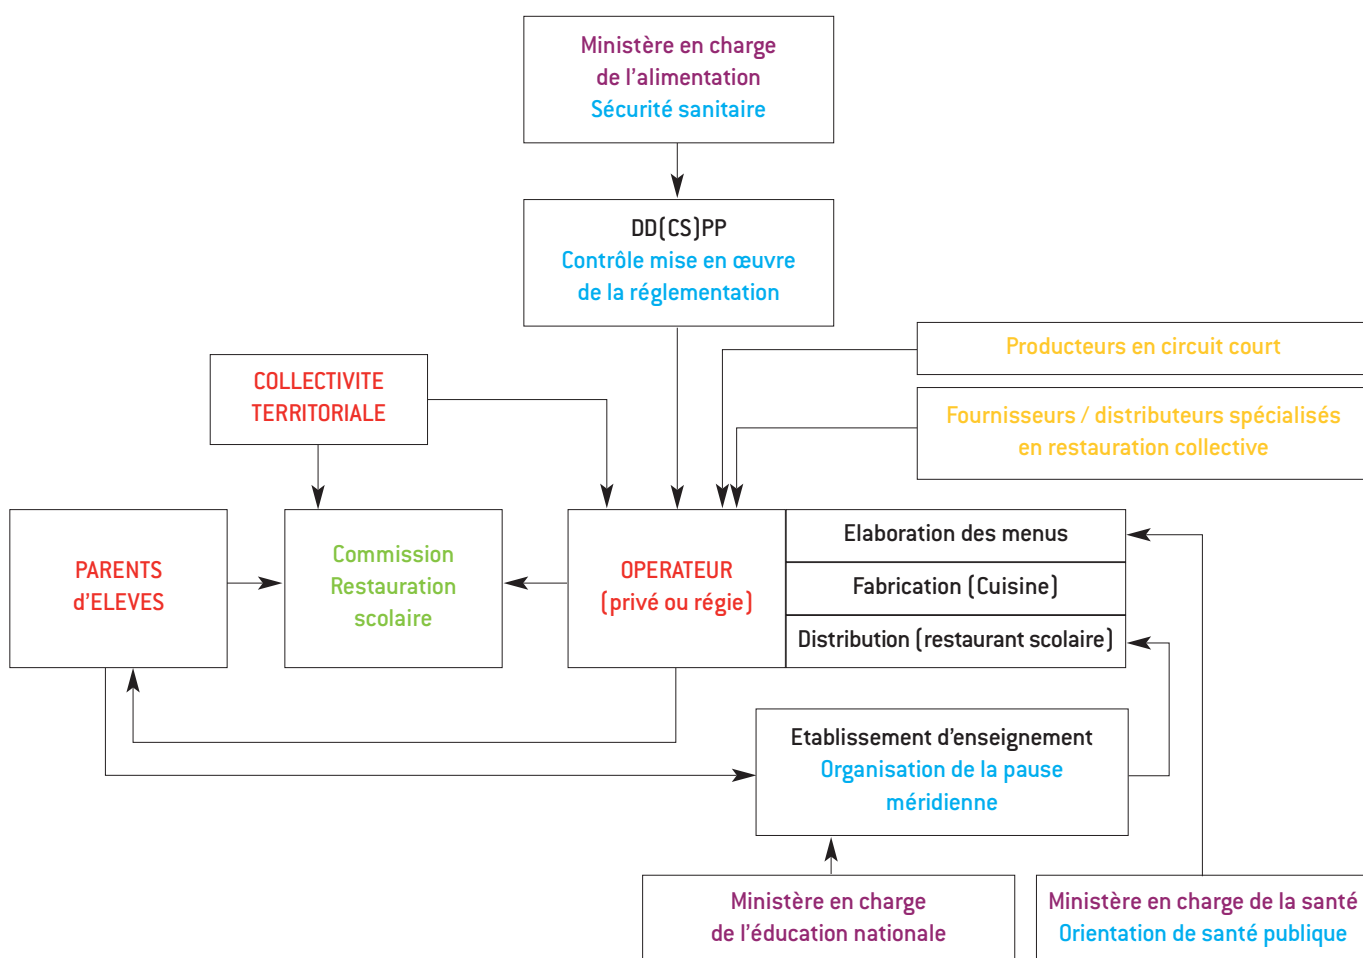 Ministère en charge
de l'alimentation
Sécurité sanitaire
DD(CS)PP
Contrôle mise en œuvre
de la réglementation
Producteurs en circuit court
COLLECTIVITE
TERRITORIALE
Fournisseurs / distributeurs spécialisés
en restauration collective
PARENTS
d'ELEVES
Commission
Restauration
scolaire
OPERATEUR
(privé ou régie)
Elaboration des menus
Fabrication (Cuisine)
Distribution (restaurant scolaire)
Etablissement d'enseignement
Organisation de la pause
méridienne
Ministère en charge
de l'éducation nationale
Ministère en charge de la santé
Orientation de santé publique